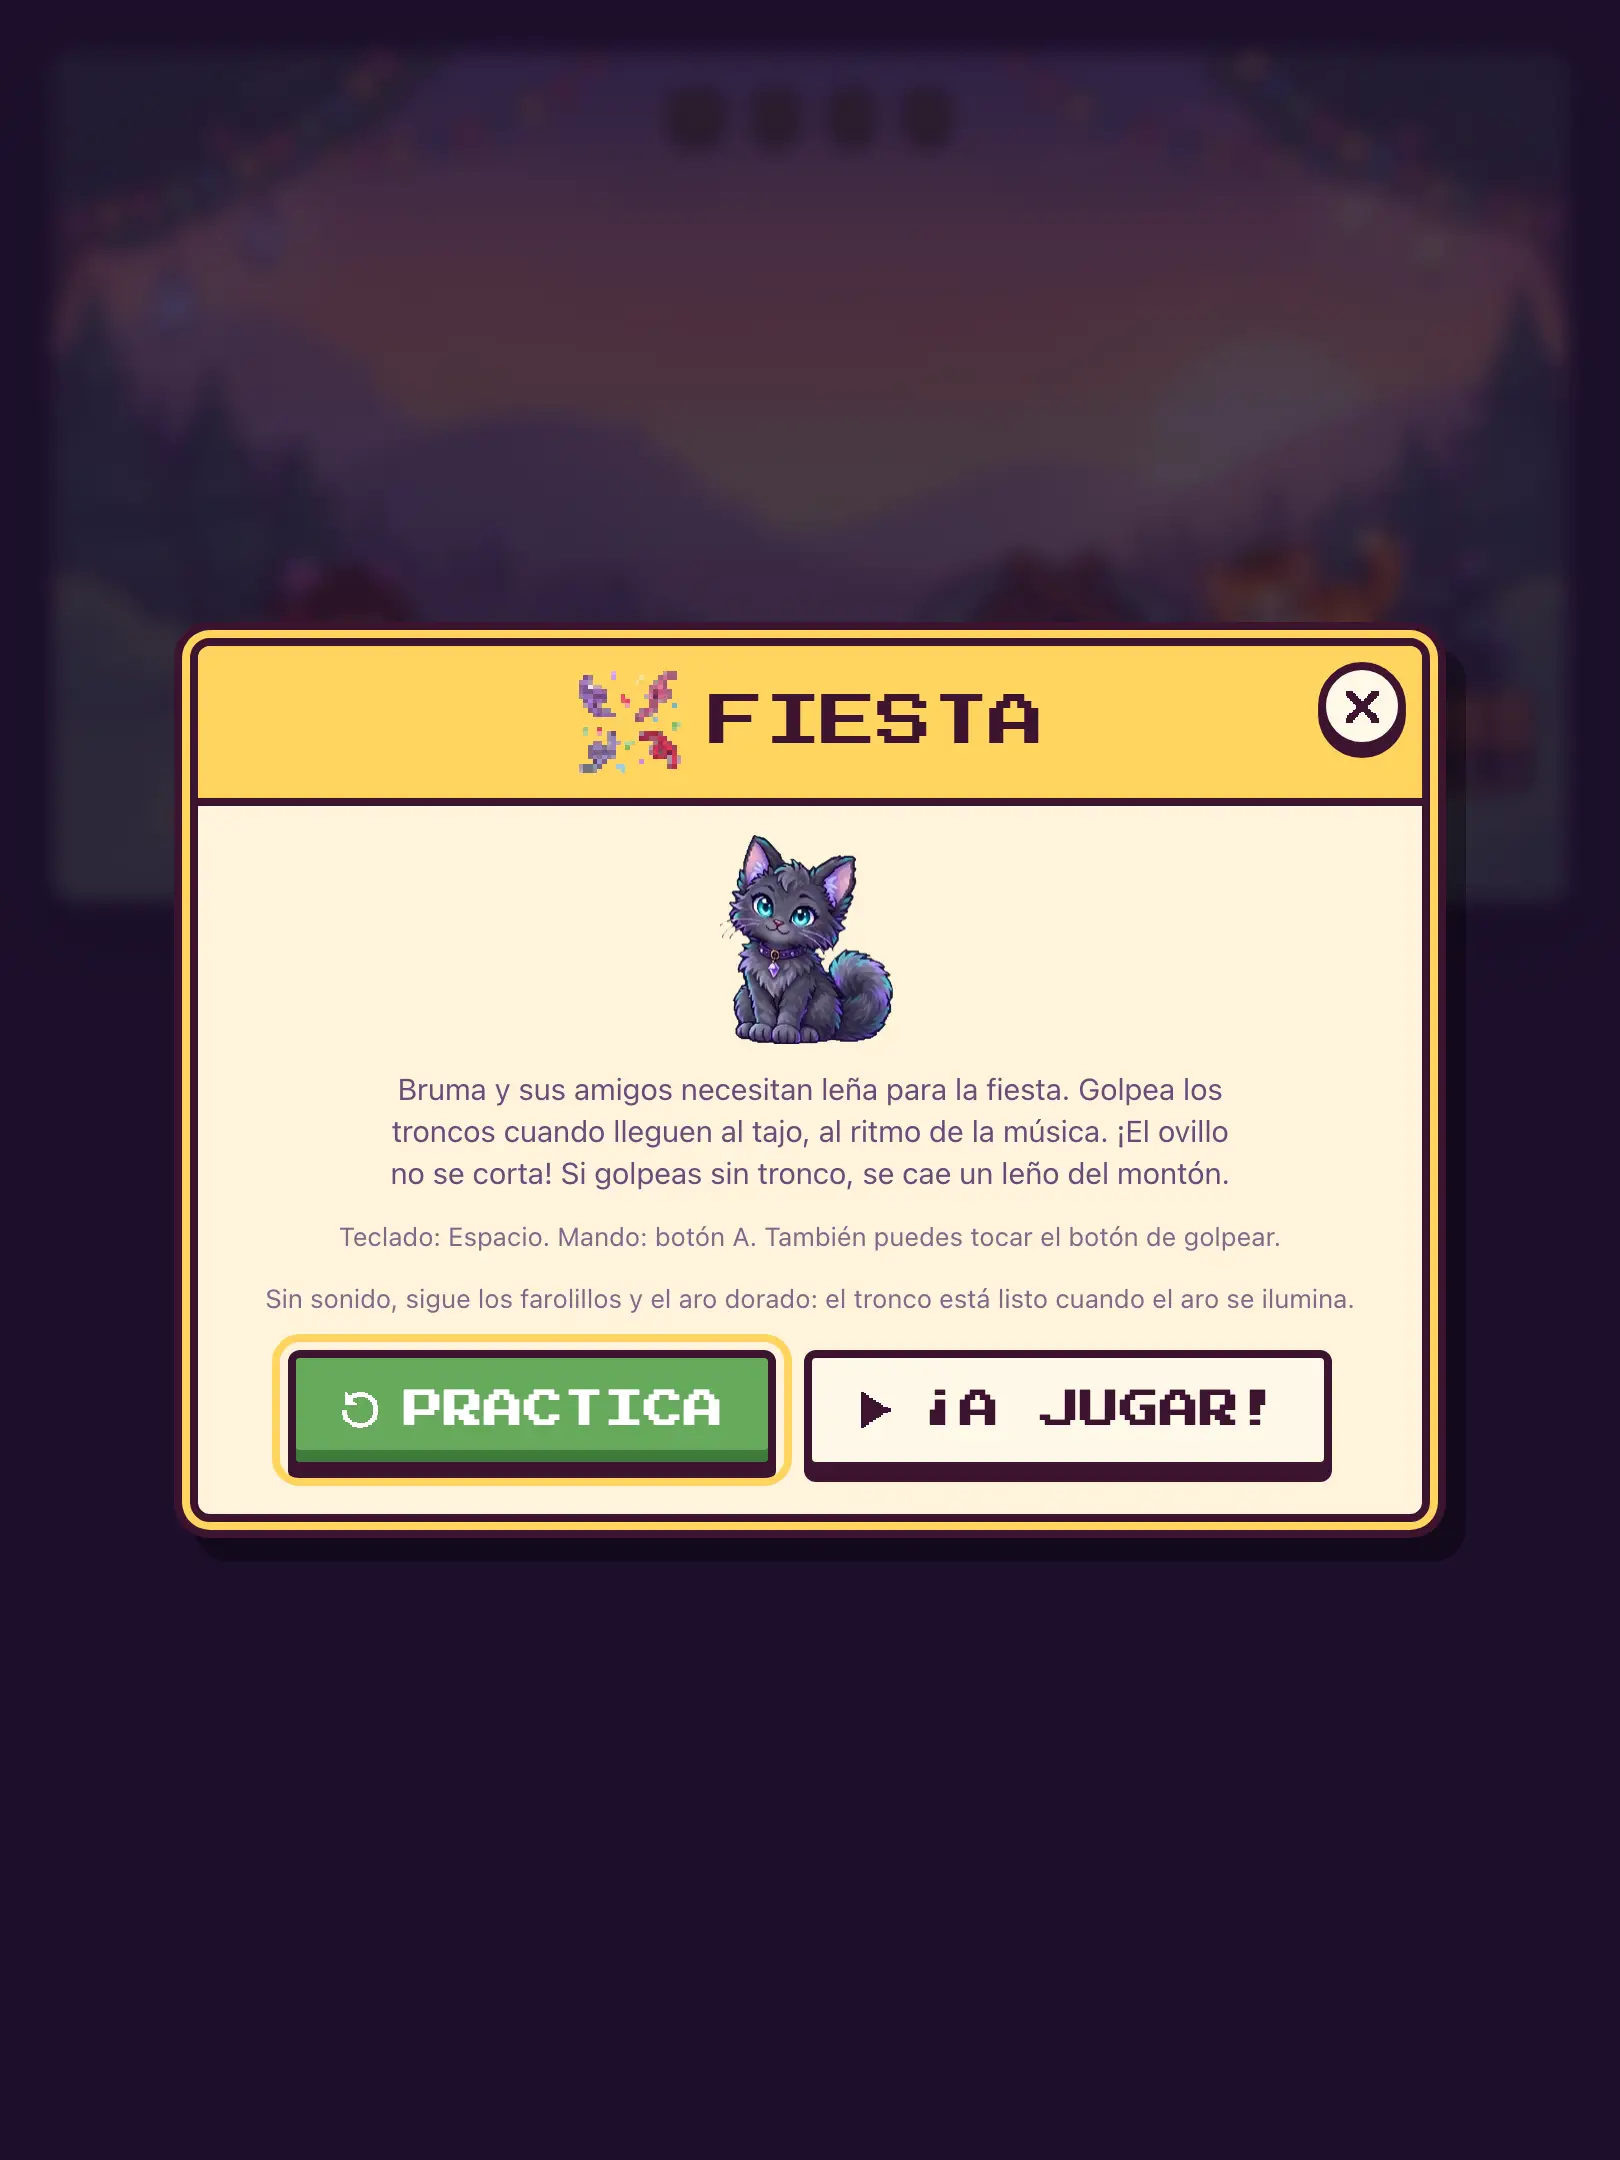 FIESTA
Bruma y sus amigos necesitan leña para la fiesta. Golpea los
troncos cuando lleguen al tajo, al ritmo de la música. ¡El ovillo
no se corta! Si golpeas sin tronco, se cae un leño del montón.
Teclado: Espacio. Mando: botón A. También puedes tocar el botón de golpear.
Sin sonido, sigue los farolillos y el aro dorado: el tronco está listo cuando el aro se ilumina.
PRACTICA
¡A JUGAR!